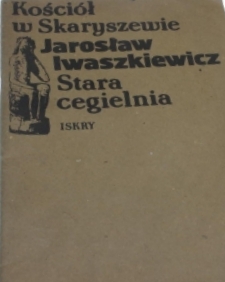 Kościół
w Skaryszewie
Jarosław
Iwaszkiewicz
Stara
cegielnia
ISKRY